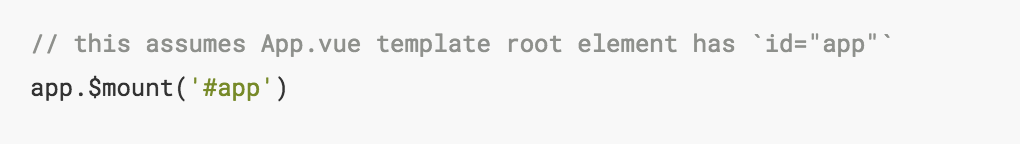 // this assumes App.vue template root element has `id="app"`
app.$mount('#app')